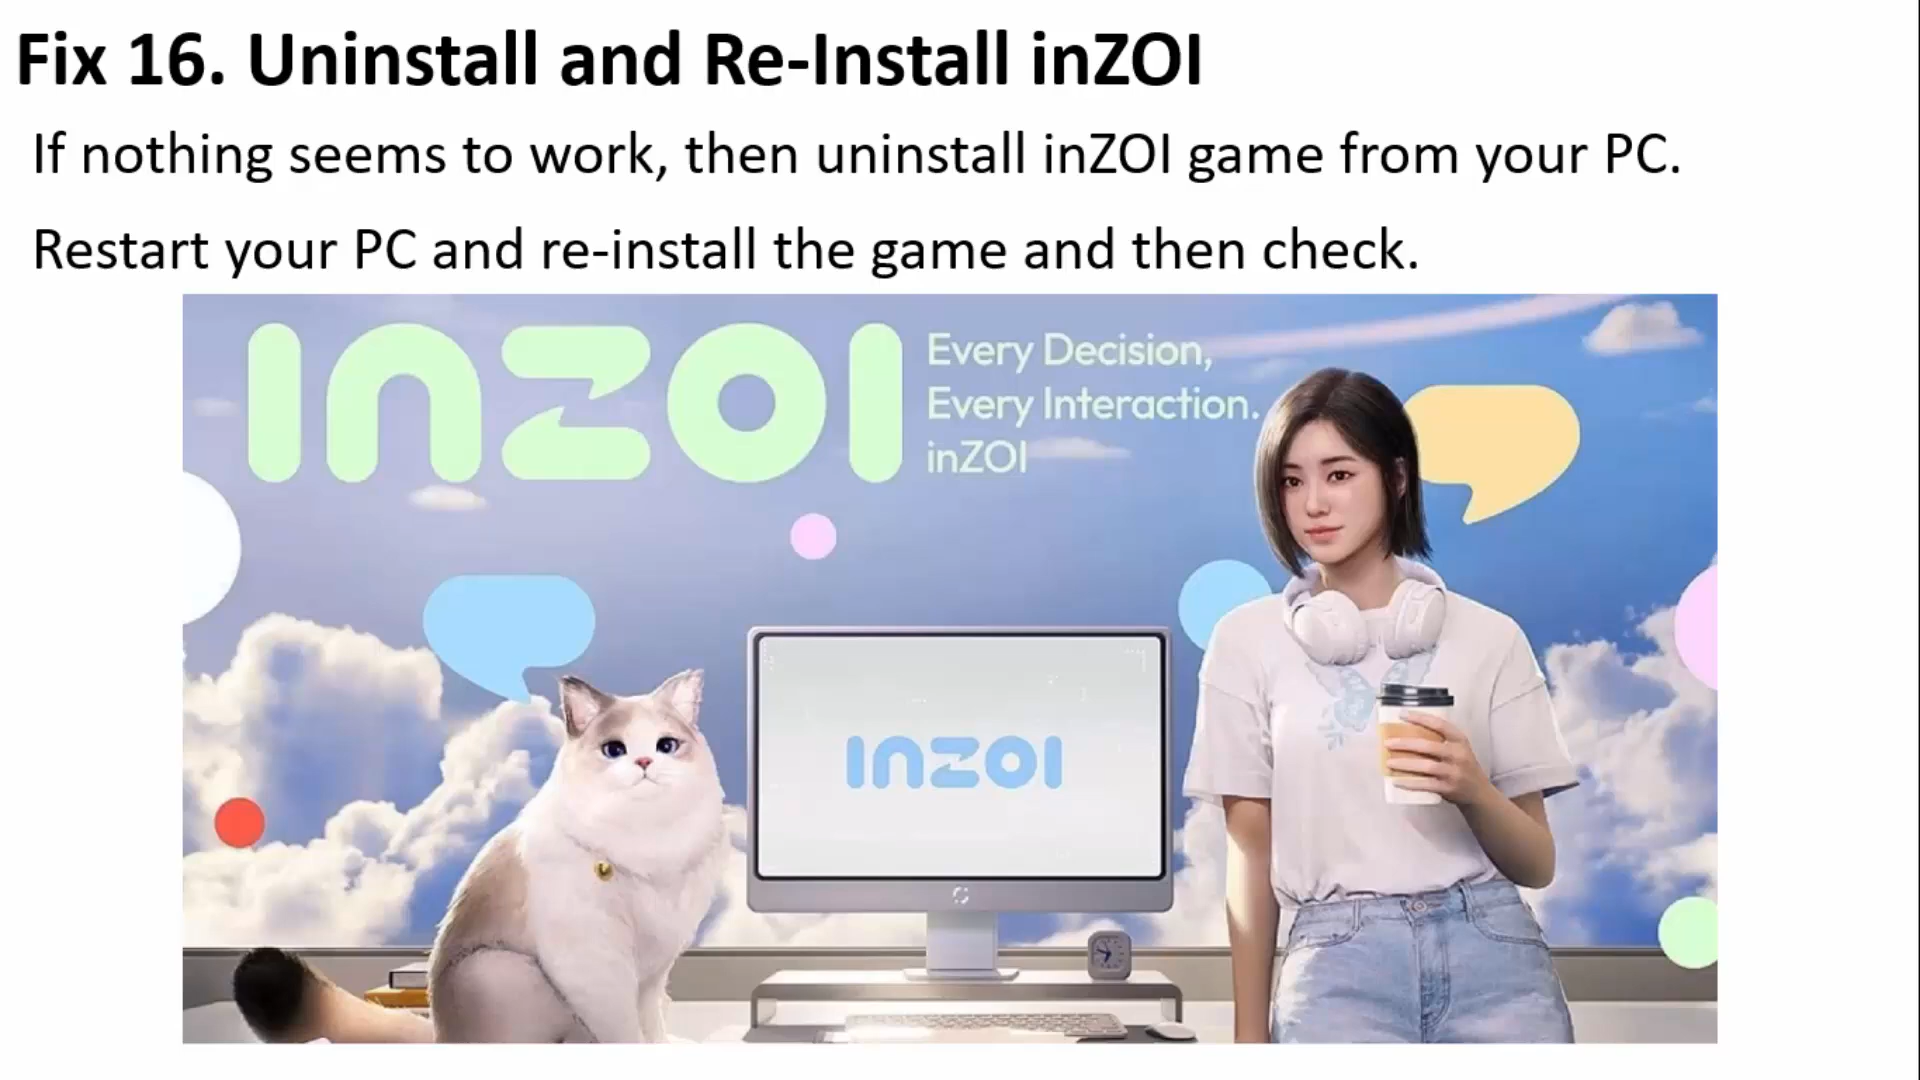 Fix 16. Uninstall and Re-Install inZOI
If nothing seems to work, then uninstall inZOI game from your PC.
Restart your PC and re-install the game and then check.
inZOI
Every Decision,
Every Interaction.
inZOI
inZOI